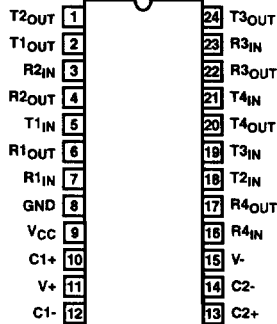 T2OUT 1 24 T3OUT
T1OUT 2 23 R3IN
R2IN 3 22 R3OUT
R2OUT 4 21 T4IN
T1IN 5 20 T4OUT
R1OUT 6 19 T3IN
R1IN 7 18 T2IN
GND 8 17 R4OUT
VCC 9 16 R4IN
C1+ 10 15 V-
V+ 11 14 C2-
C1- 12 13 C2+